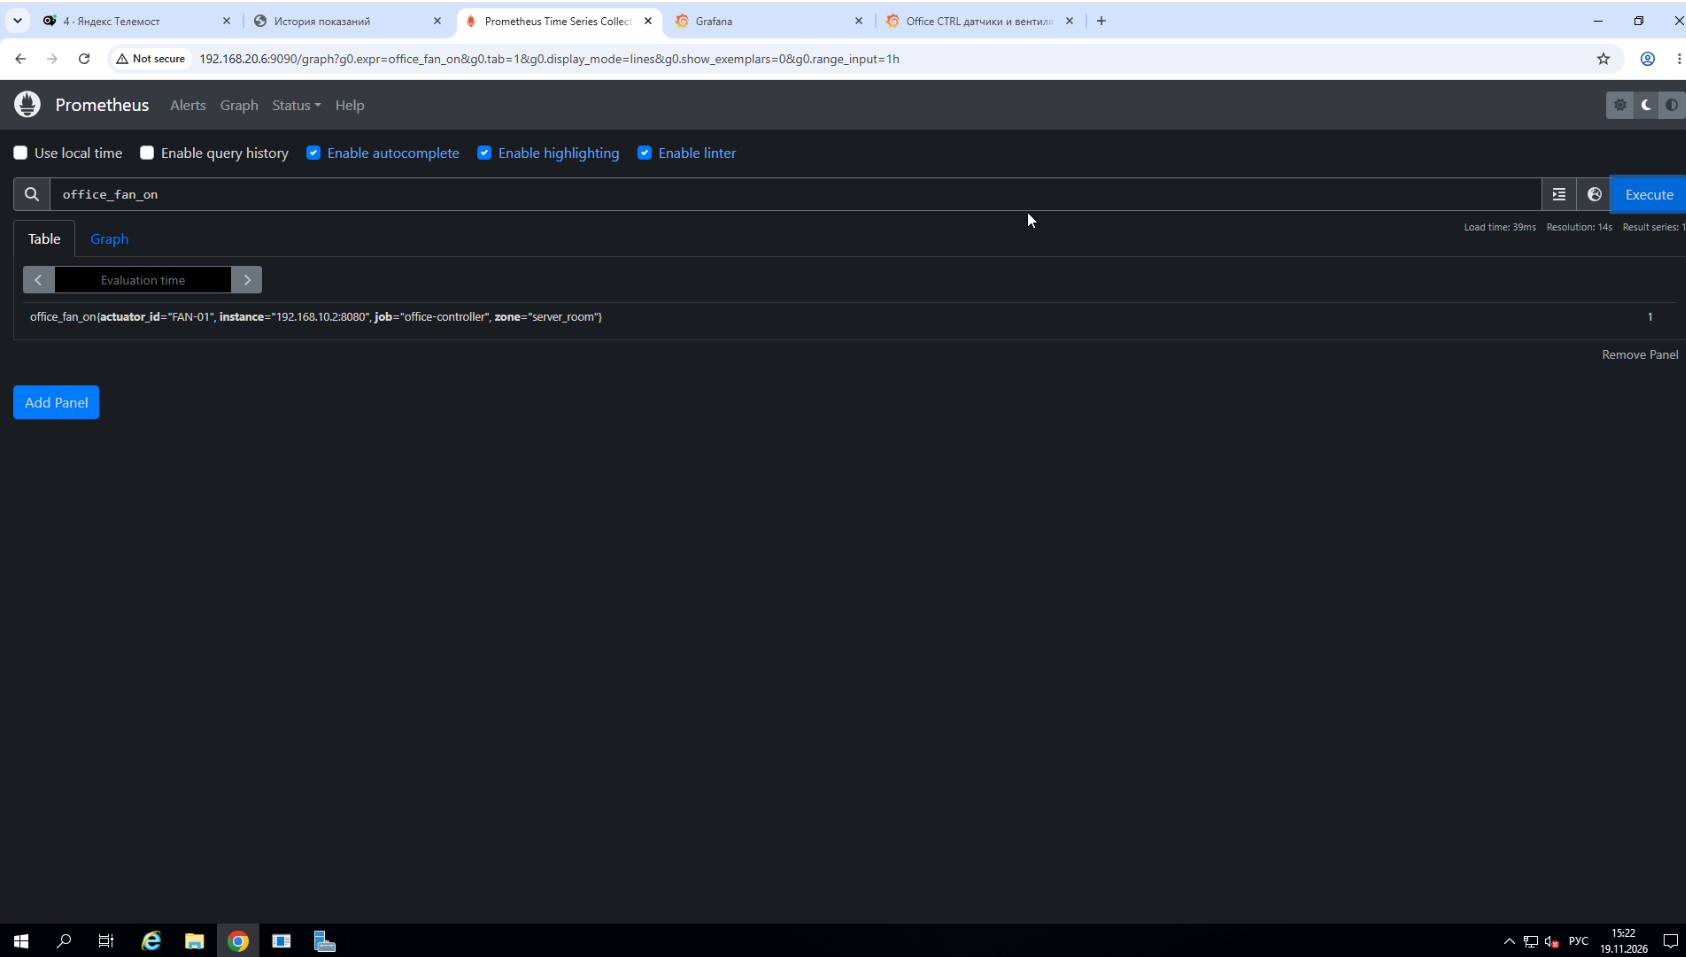 4 - Яндекс Телемост
История показаний
Prometheus Time Series Collect
Grafana
Office CTRL датчики и вентиля
Not secure
192.168.20.6:9090/graph?g0.expr=office_fan_on&g0.tab=1&g0.display_mode=lines&g0.show_exemplars=0&g0.range_input=1h
Prometheus Alerts Graph Status Help
Use local time Enable query history Enable autocomplete Enable highlighting Enable linter
office_fan_on
Execute
Load time: 39ms Resolution: 14s Result series: 1
Table Graph
Evaluation time
office_fan_on{actuator_id="FAN-01", instance="192.168.10.2:8080", job="office-controller", zone="server_room"} 1
Remove Panel
Add Panel
РУС
15:22
19.11.2026